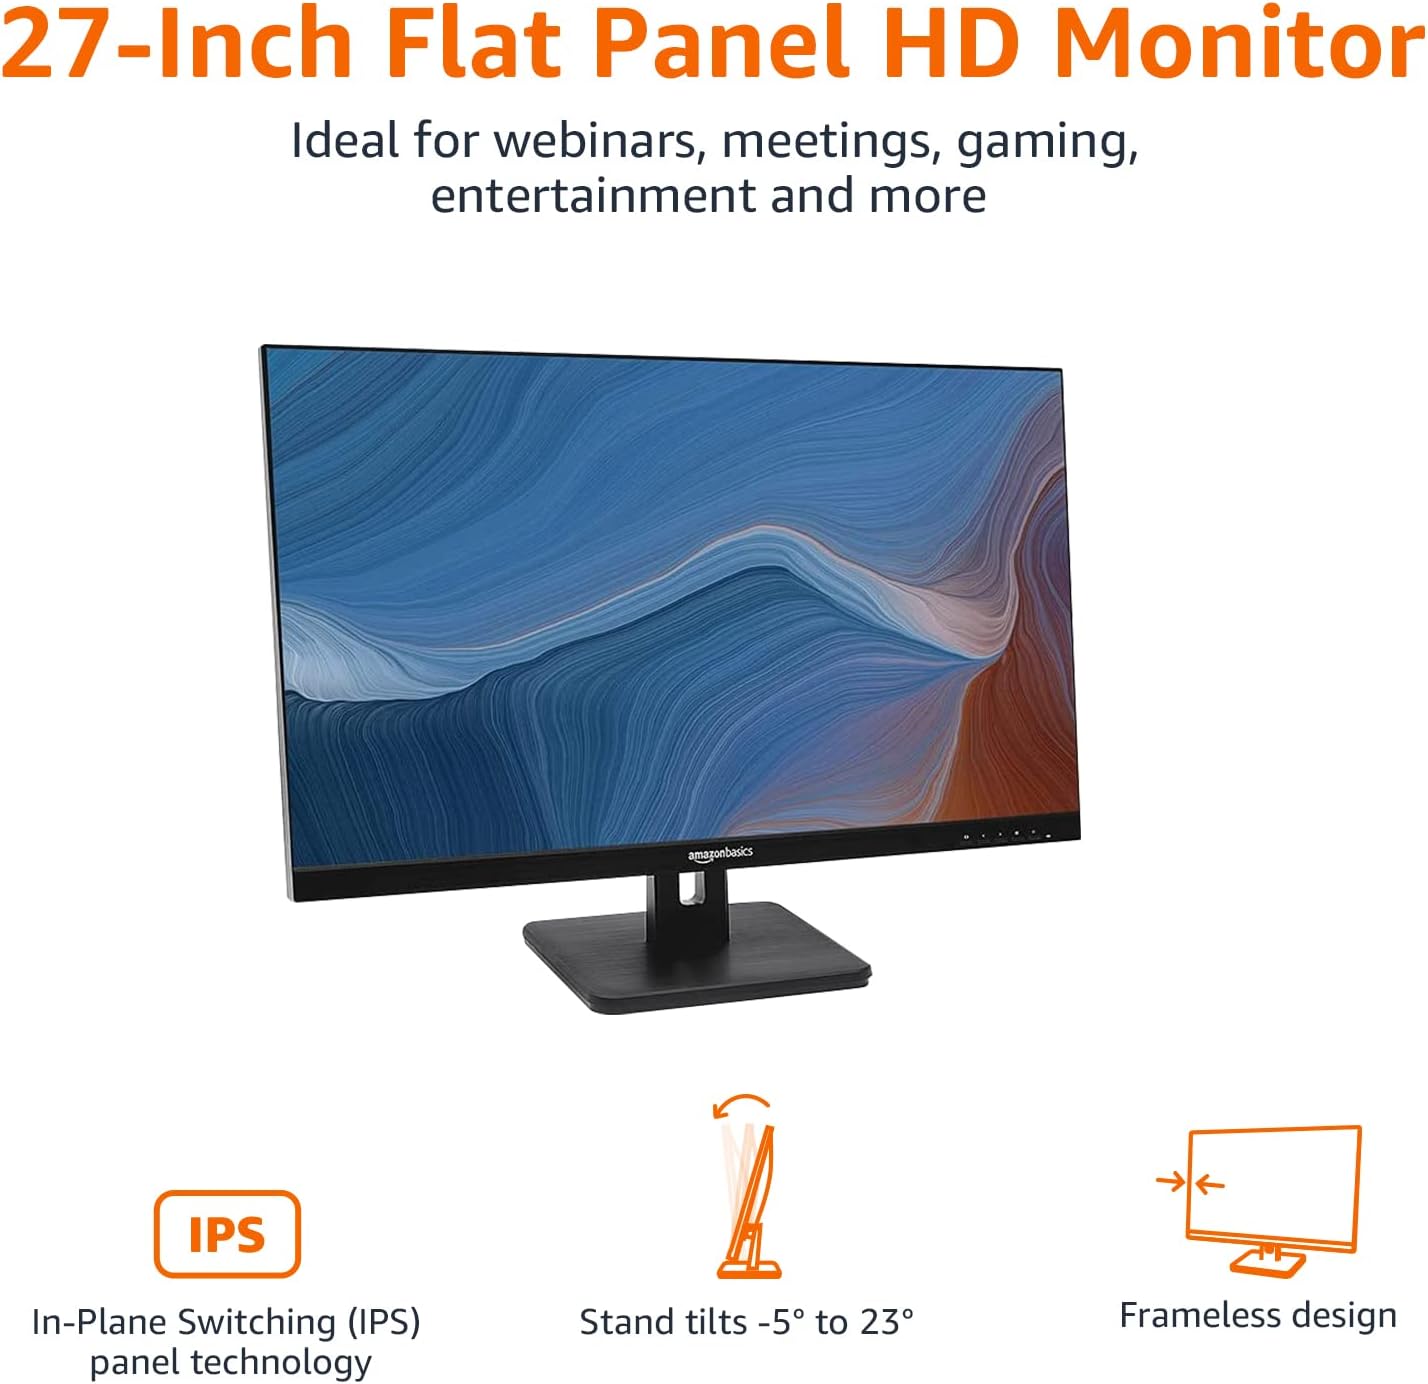 27-Inch Flat Panel HD Monitor
Ideal for webinars, meetings, gaming,
entertainment and more
amazonbasics
IPS
In-Plane Switching (IPS)
panel technology
Stand tilts -5° to 23°
Frameless design